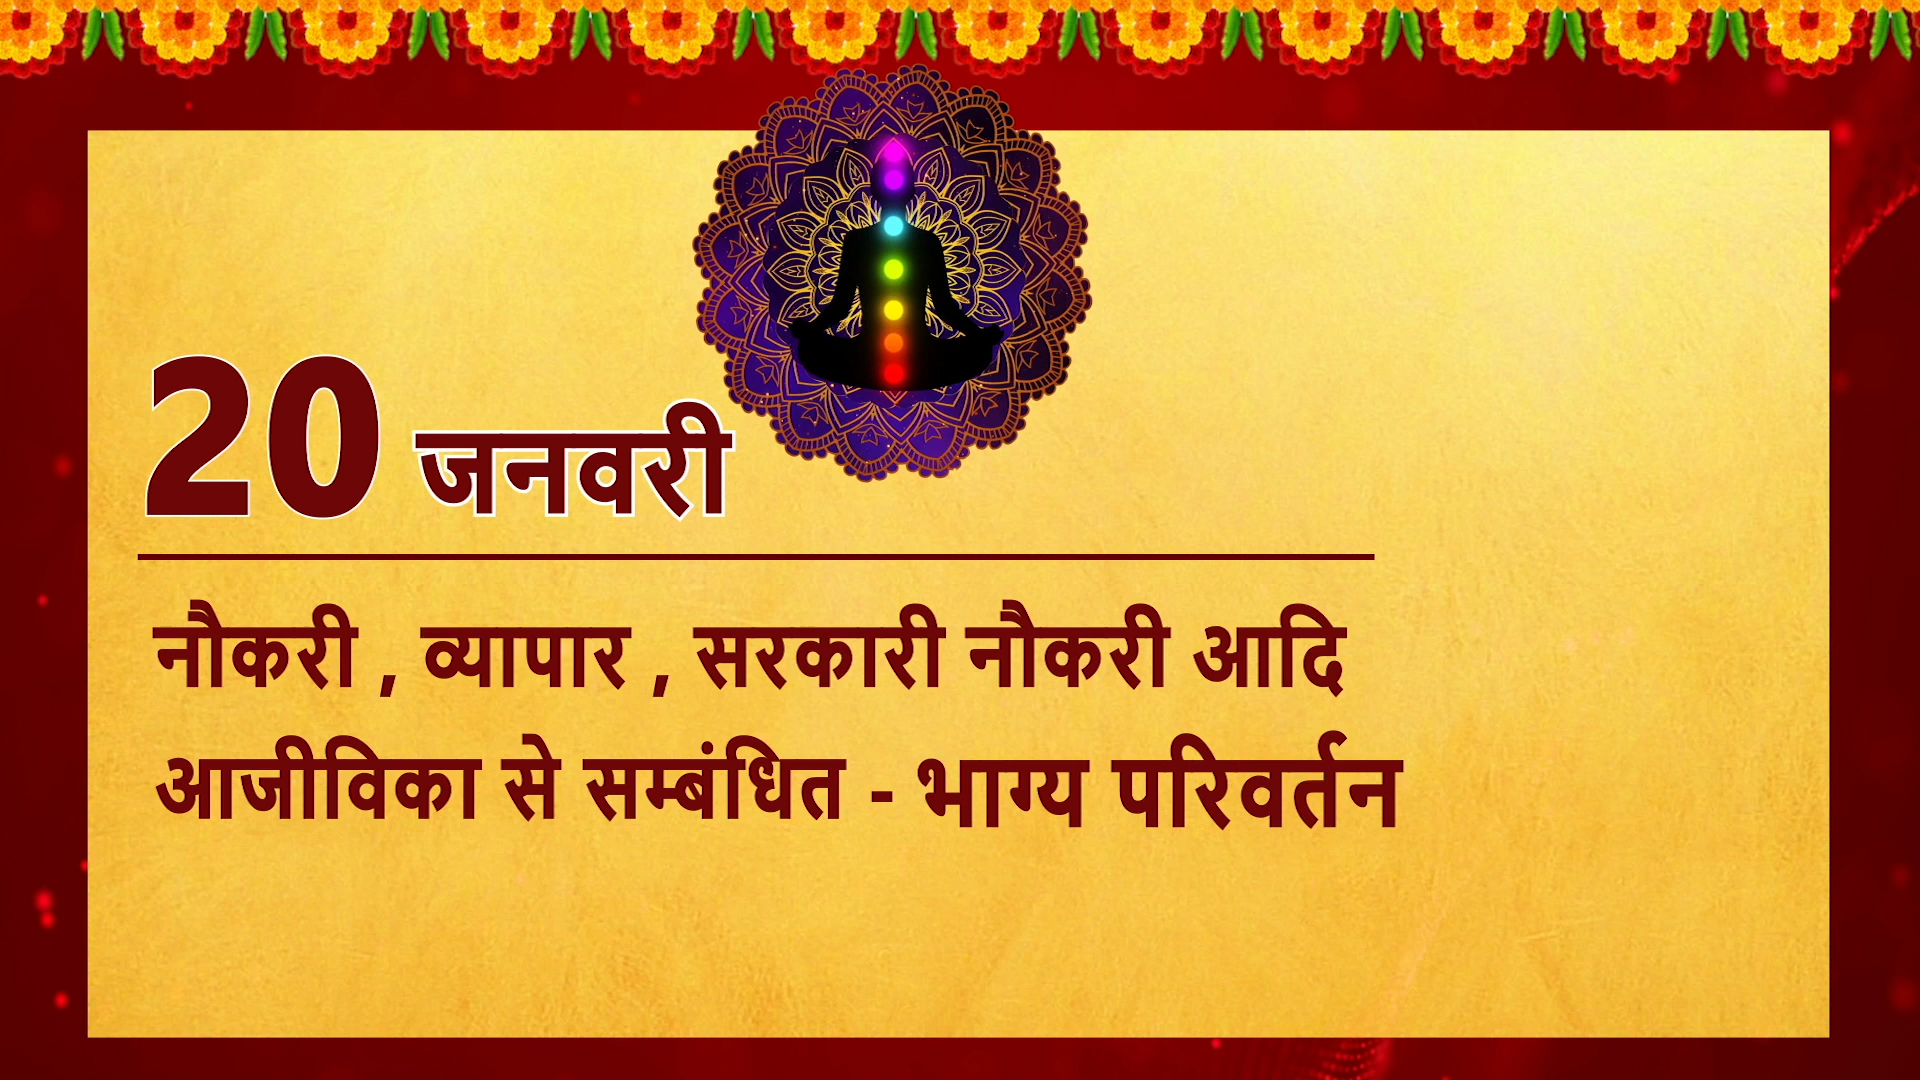 20 जनवरी
नौकरी , व्यापार , सरकारी नौकरी आदि
आजीविका से सम्बंधित - भाग्य परिवर्तन